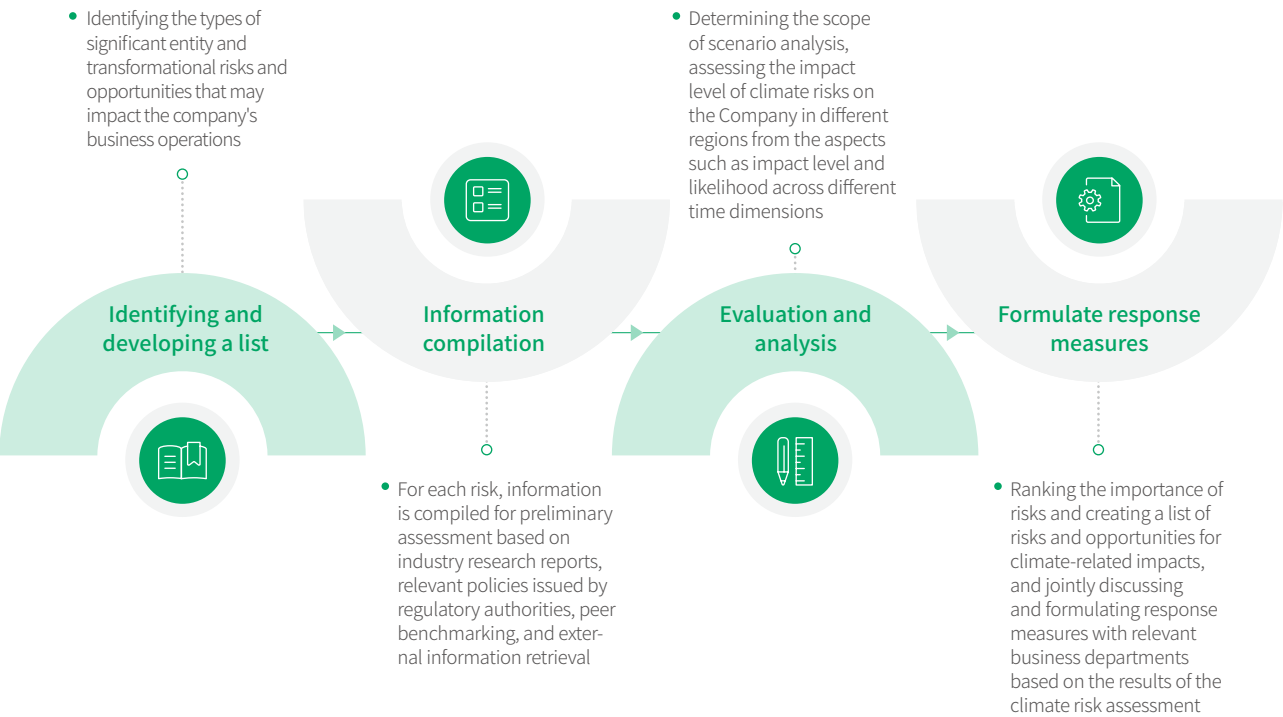 • Identifying the types of
significant entity and
transformational risks and
opportunities that may
impact the company's
business operations
Identifying and
developing a list
Information
compilation
• For each risk, information
is compiled for preliminary
assessment based on
industry research reports,
relevant policies issued by
regulatory authorities, peer
benchmarking, and exter-
nal information retrieval
• Determining the scope
of scenario analysis,
assessing the impact
level of climate risks on
the Company in different
regions from the aspects
such as impact level and
likelihood across different
time dimensions
Evaluation and
analysis
Formulate response
measures
• Ranking the importance of
risks and creating a list of
risks and opportunities for
climate-related impacts,
and jointly discussing
and formulating response
measures with relevant
business departments
based on the results of the
climate risk assessment